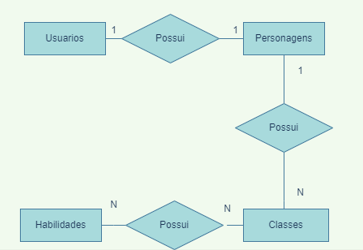 Usuarios
1
Possui
1
Personagens
1
Possui
N
Habilidades
N
Possui
N
Classes